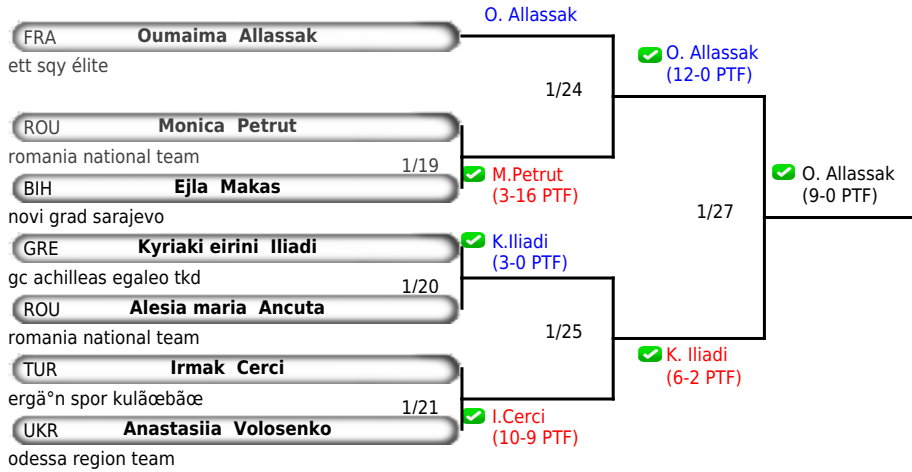 O. Allassak
FRA Oumaima Allassak
ett sqy élite
O. Allassak
(12-0 PTF)
1/24
ROU Monica Petrut
romania national team
1/19
M.Petrut
(3-16 PTF)
BIH Ejla Makas
novi grad sarajevo
O. Allassak
(9-0 PTF)
1/27
GRE Kyriaki eirini Iliadi
gc achilleas egaleo tkd
K.Iliadi
(3-0 PTF)
1/20
ROU Alesia maria Ancuta
romania national team
1/25
K. Iliadi
(6-2 PTF)
TUR Irmak Cerci
ergä°n spor kulãœbãœ
1/21
I.Cerci
(10-9 PTF)
UKR Anastasiia Volosenko
odessa region team